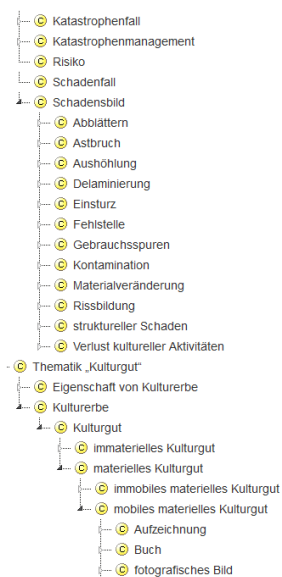 C Katastrophenfall
C Katastrophenmanagement
C Risiko
C Schadenfall
C Schadensbild
C Abblättern
C Astbruch
C Aushöhlung
C Delaminierung
C Einsturz
C Fehlstelle
C Gebrauchsspuren
C Kontamination
C Materialveränderung
C Rissbildung
C struktureller Schaden
C Verlust kultureller Aktivitäten
C Thematik „Kulturgut“
C Eigenschaft von Kulturerbe
C Kulturerbe
C Kulturgut
C immaterielles Kulturgut
C materielles Kulturgut
C immobiles materielles Kulturgut
C mobiles materielles Kulturgut
C Aufzeichnung
C Buch
C fotografisches Bild